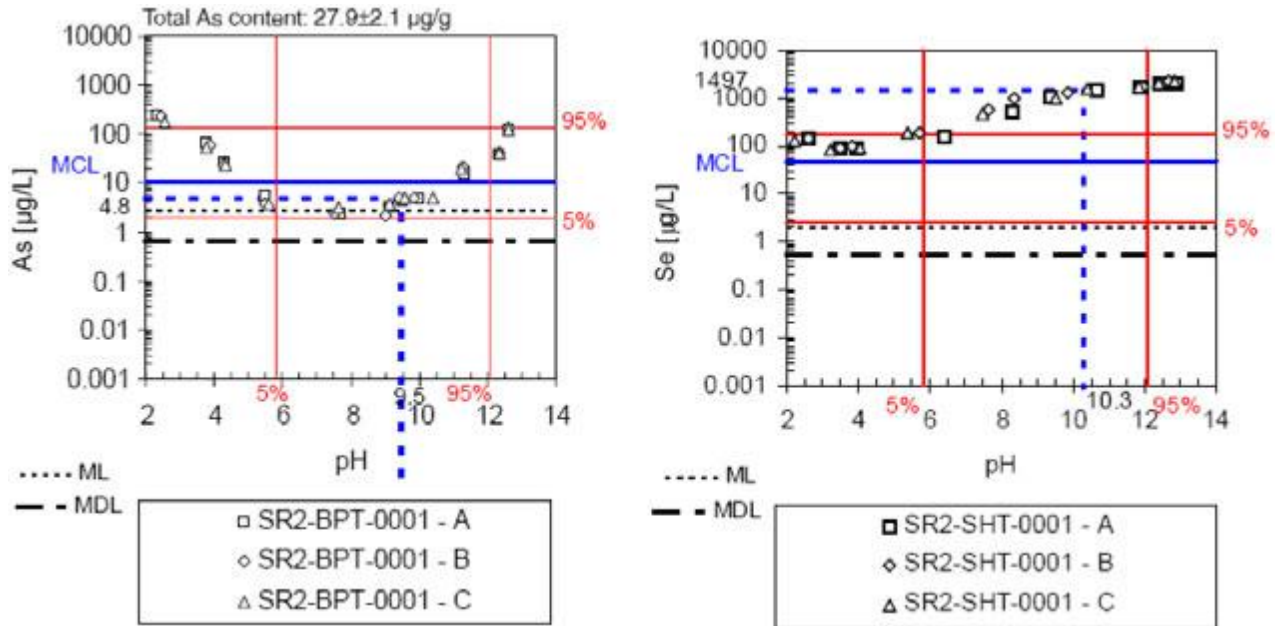 Total As content: 27.9±2.1 µg/g
10000
1000
100
10
4.8
1
0.1
0.01
0.001
MCL
As [µg/L]
95%
5%
5%
9.5
95%
2 4 6 8 10 12 14
pH
ML
MDL
SR2-BPT-0001 - A
SR2-BPT-0001 - B
SR2-BPT-0001 - C
10000
1497
1000
100
MCL
10
1
0.1
0.01
0.001
Se [µg/L]
95%
5%
5%
10.3
95%
2 4 6 8 10 12 14
pH
ML
MDL
SR2-SHT-0001 - A
SR2-SHT-0001 - B
SR2-SHT-0001 - C